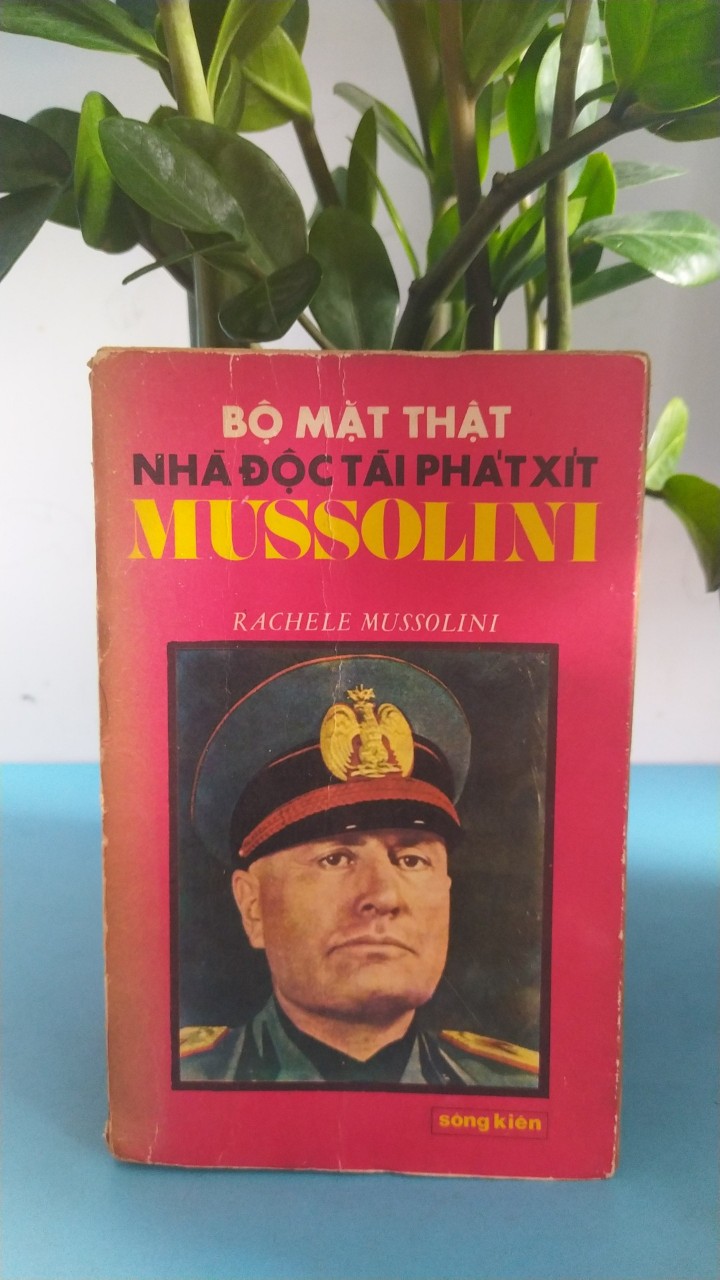 BỘ MẶT THẬT
NHÀ ĐỘC TÀI PHÁT XÍT
MUSSOLINI
RACHELE MUSSOLINI
sông kiên